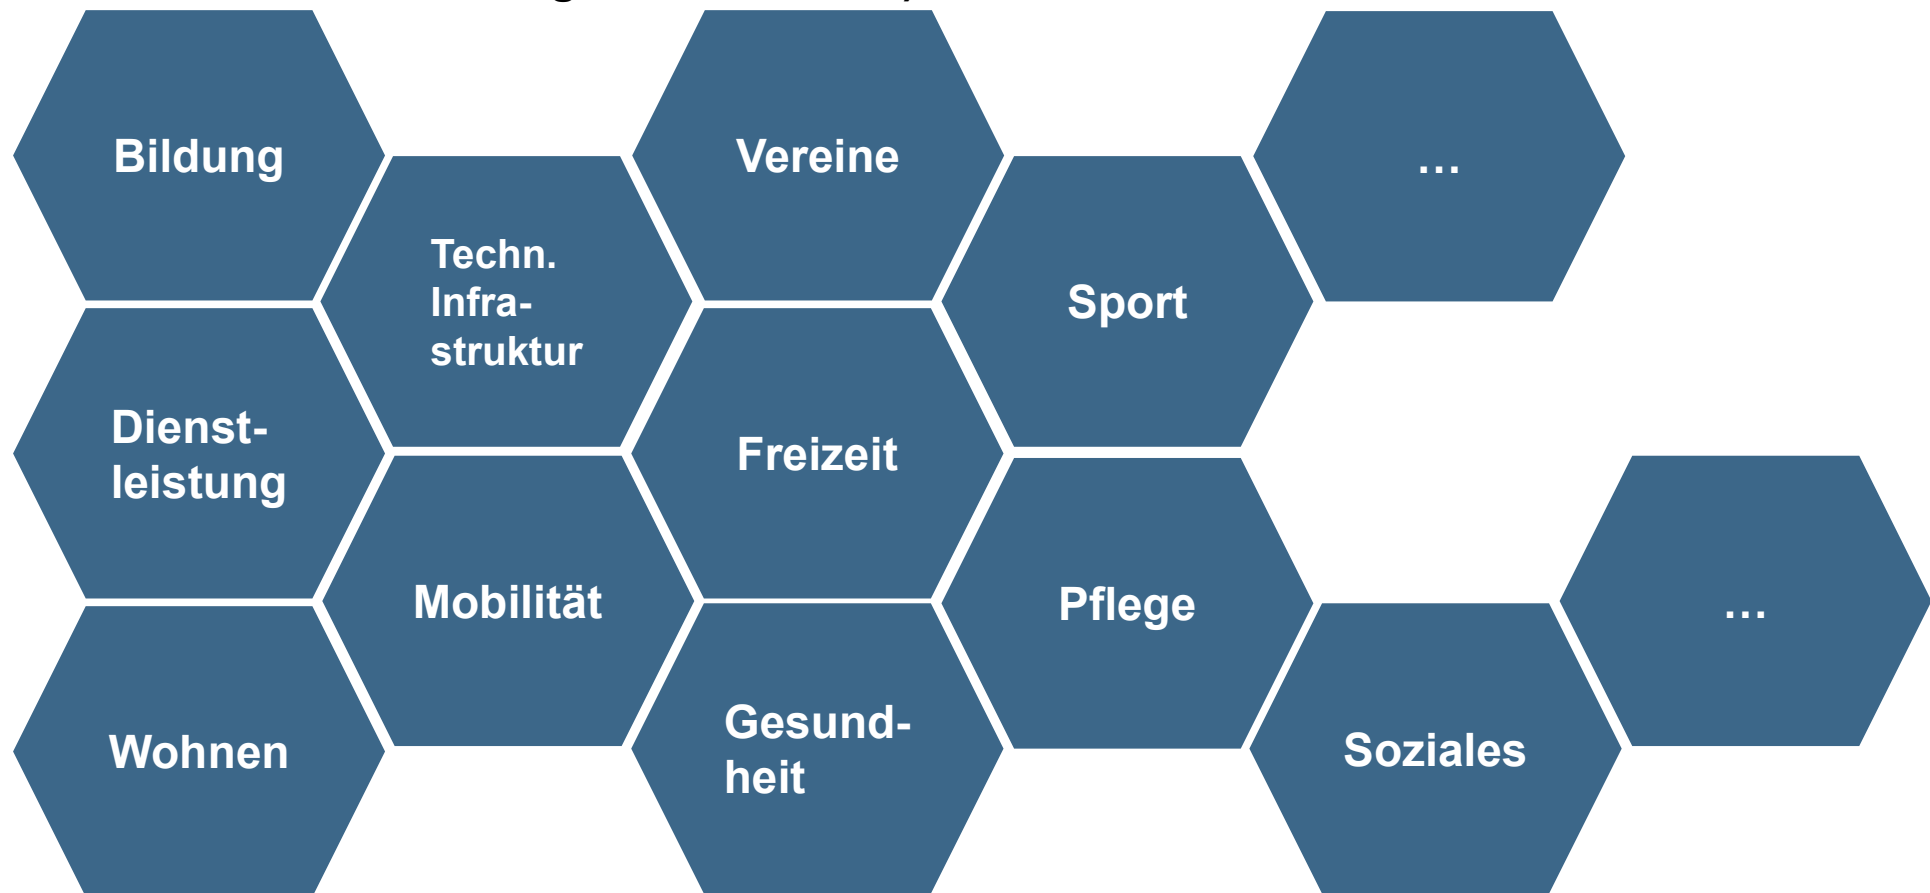 Bildung
Vereine
...
Techn.
Infra-
struktur
Sport
Dienst-
leistung
Freizeit
Mobilität
Pflege
...
Wohnen
Gesund-
heit
Soziales